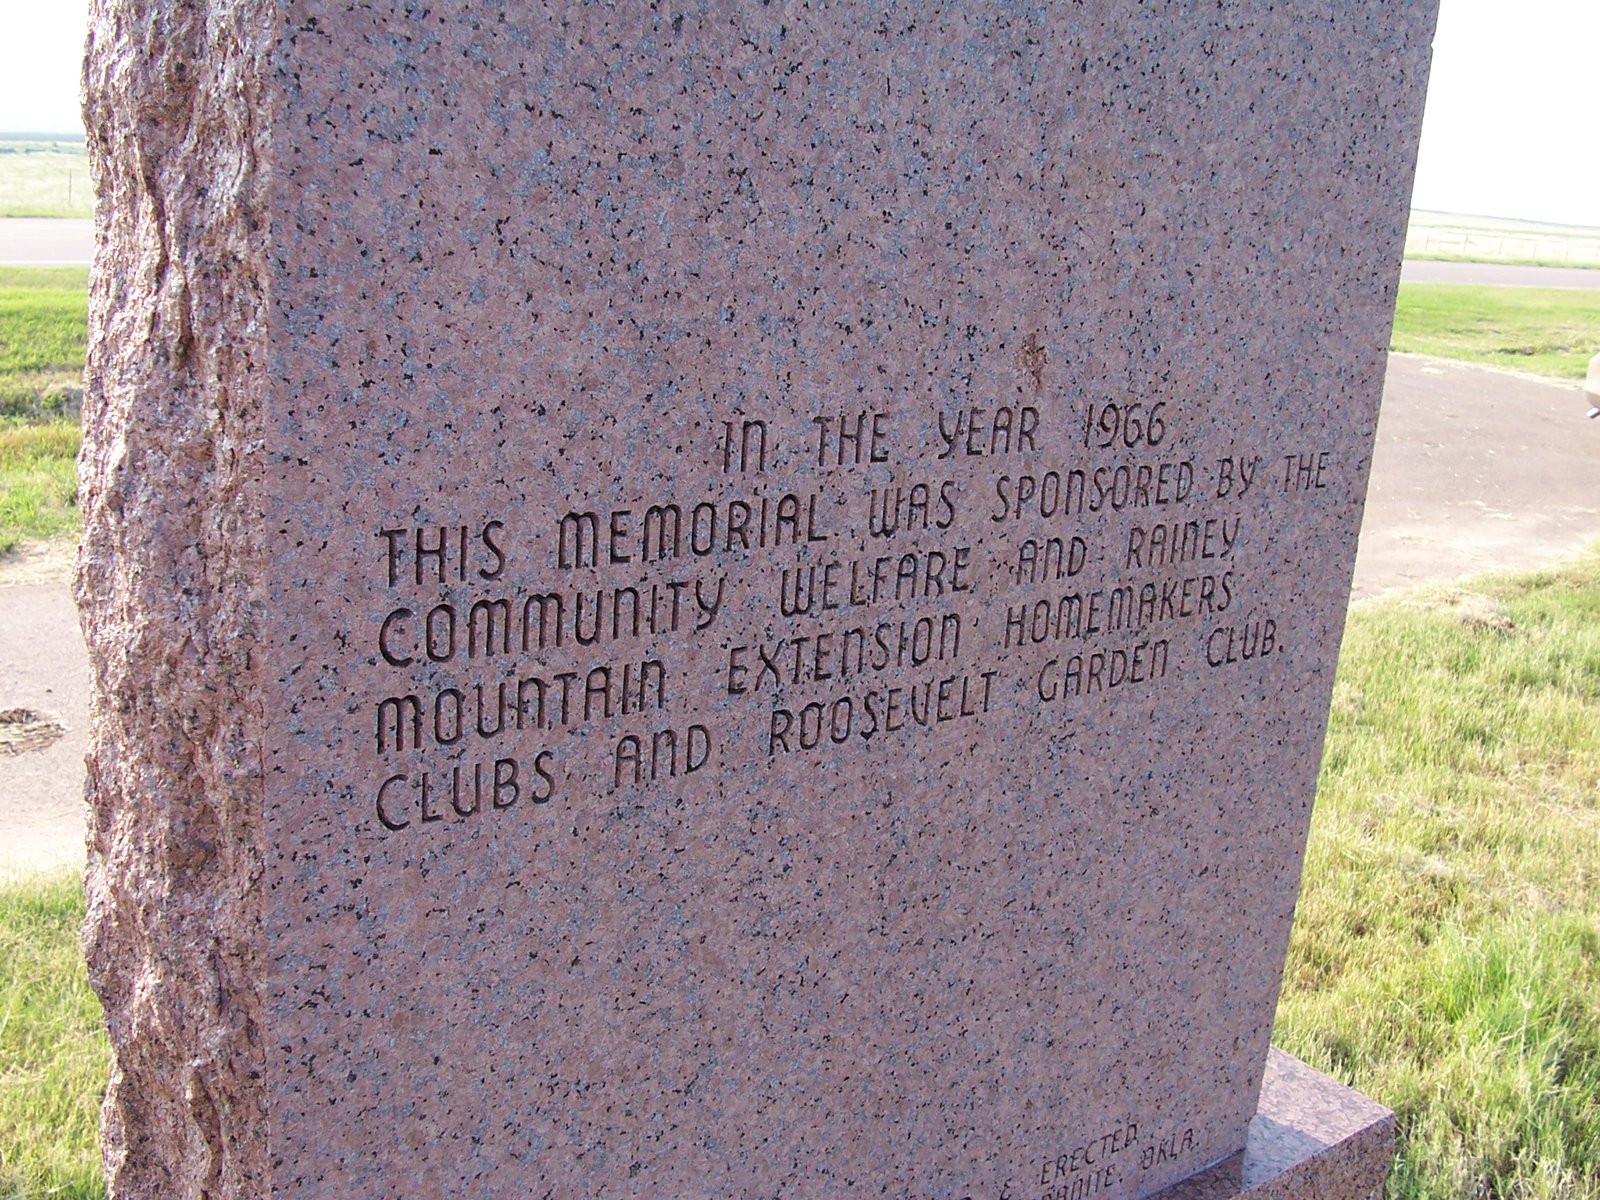 IN THE YEAR 1966
THIS MEMORIAL WAS SPONSORED BY THE
COMMUNITY WELFARE AND RAINEY
MOUNTAIN EXTENSION HOMEMAKERS
CLUBS AND ROOSEVELT GARDEN CLUB.
& ERECTED
OKLA.